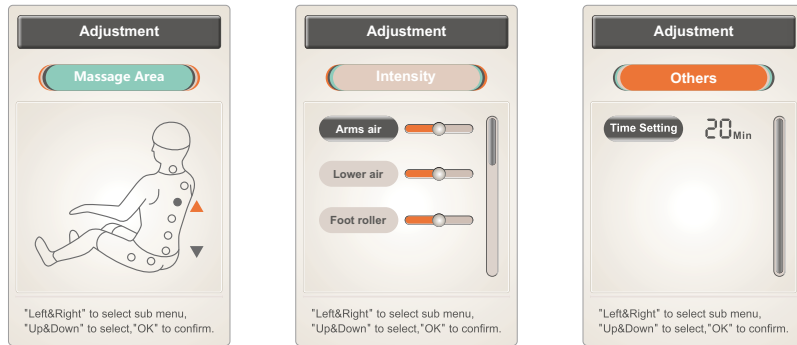 Adjustment
Massage Area
"Left&Right" to select sub menu,
"Up&Down" to select,"OK" to confirm.
Adjustment
Intensity
Arms air
Lower air
Foot roller
"Left&Right" to select sub menu,
"Up&Down" to select,"OK" to confirm.
Adjustment
Others
Time Setting 20Min
"Left&Right" to select sub menu,
"Up&Down" to select,"OK" to confirm.